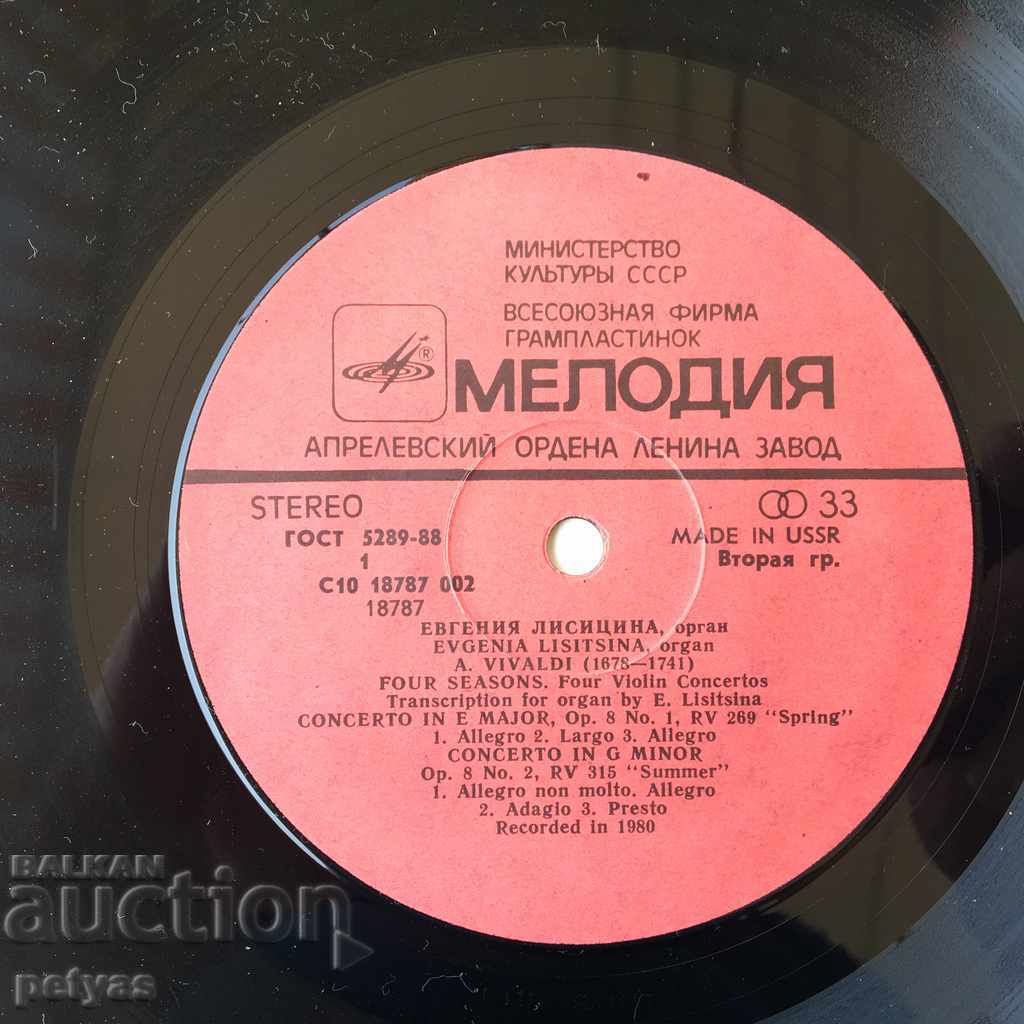 МИНИСТЕРСТВО
КУЛЬТУРЫ СССР
ВСЕСОЮЗНАЯ ФИРМА
ГРАМПЛАСТИНОК
® МЕЛОДИЯ
АПРЕЛЕВСКИЙ ОРДЕНА ЛЕНИНА ЗАВОД
STEREO 33
ГОСТ 5289-88 MADE IN USSR
1 Вторая гр.
С10 18787 002
18787
ЕВГЕНИЯ ЛИСИЦИНА, орган
EVGENIA LISITSINA, organ
A. VIVALDI (1678—1741)
FOUR SEASONS. Four Violin Concertos
Transcription for organ by E. Lisitsina
CONCERTO IN E MAJOR, Op. 8 No. 1, RV 269 "Spring"
1. Allegro 2. Largo 3. Allegro
CONCERTO IN G MINOR
Op. 8 No. 2, RV 315 "Summer"
1. Allegro non molto. Allegro
2. Adagio 3. Presto
Recorded in 1980
BALKAN
auction
petyas